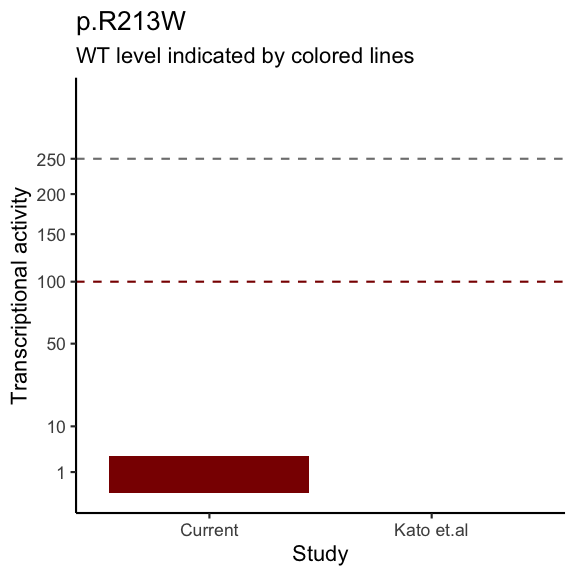 p.R213W
WT level indicated by colored lines
Transcriptional activity
250
200
150
100
50
10
1
Current
Kato et.al
Study